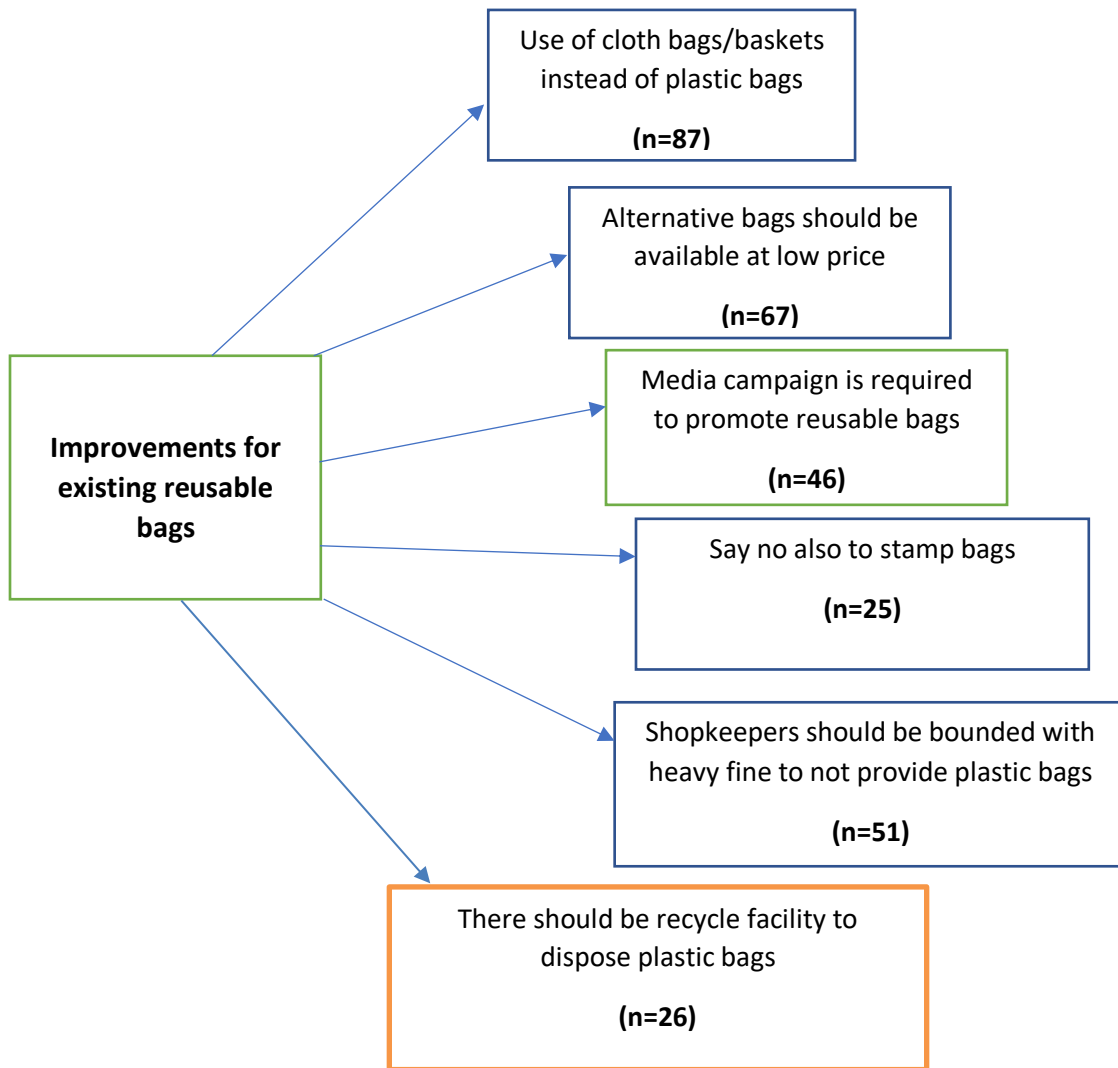 Use of cloth bags/baskets
instead of plastic bags
(n=87)
Alternative bags should be
available at low price
(n=67)
Media campaign is required
to promote reusable bags
(n=46)
Improvements for
existing reusable
bags
Say no also to stamp bags
(n=25)
Shopkeepers should be bounded with
heavy fine to not provide plastic bags
(n=51)
There should be recycle facility to
dispose plastic bags
(n=26)